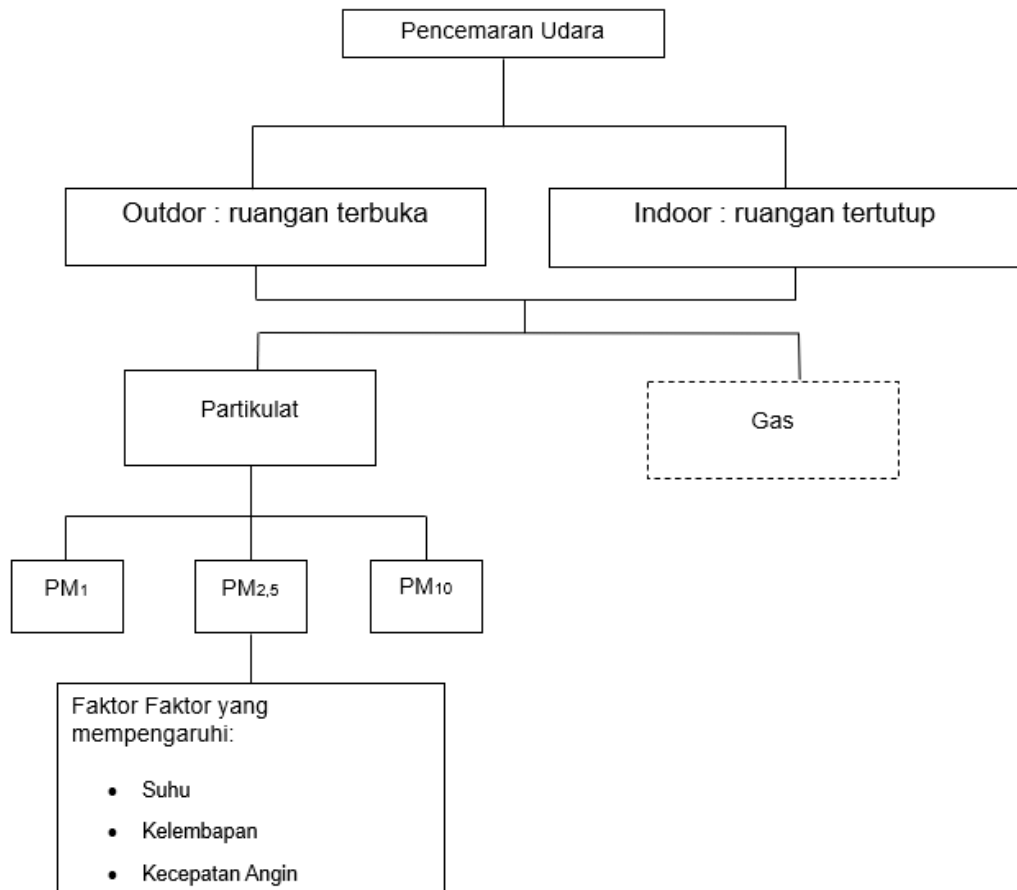 Pencemaran Udara
Outdor : ruangan terbuka
Indoor : ruangan tertutup
Partikulat
Gas
PM1
PM2,5
PM10
Faktor Faktor yang
mempengaruhi:
• Suhu
• Kelembapan
• Kecepatan Angin